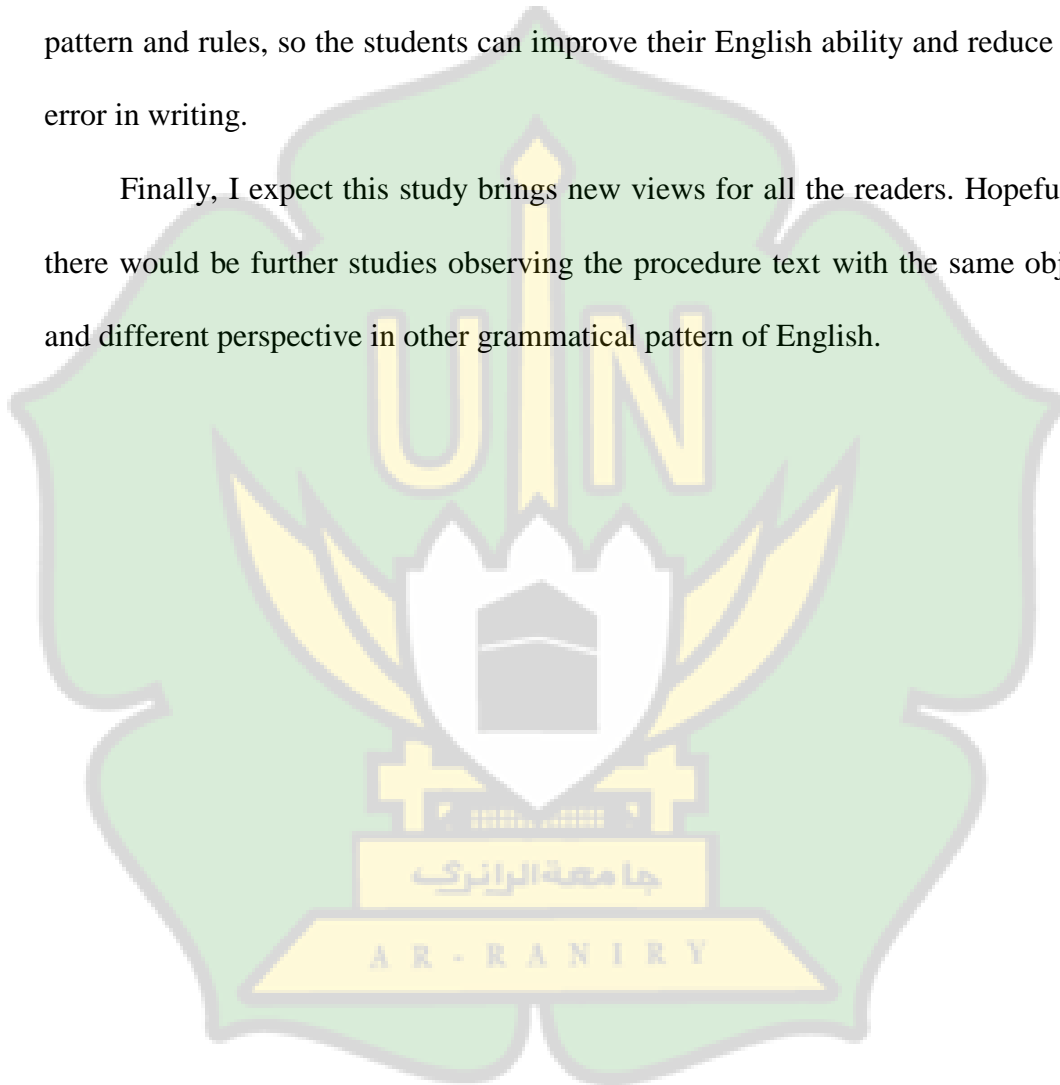 pattern and rules, so the students can improve their English ability and reduce
error in writing.
Finally, I expect this study brings new views for all the readers. Hopefu
there would be further studies observing the procedure text with the same obj
and different perspective in other grammatical pattern of English.
UIN
جامعة الرانري
AR-RANIRY